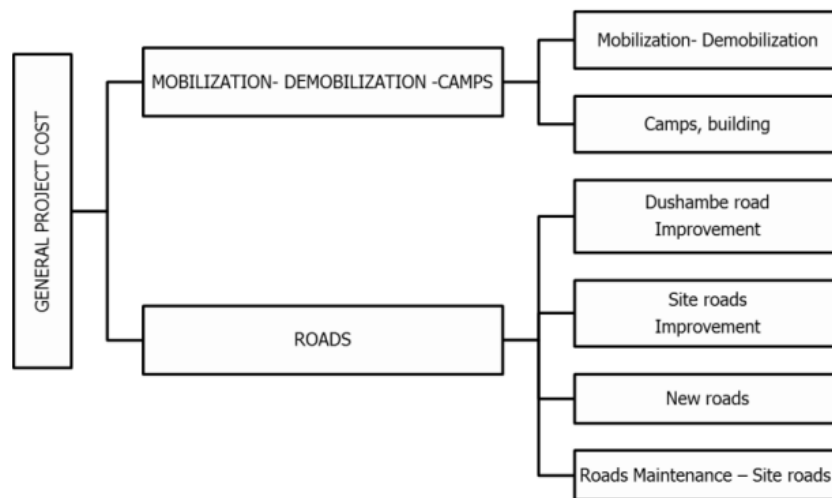 GENERAL PROJECT COST
MOBILIZATION- DEMOBILIZATION -CAMPS
Mobilization- Demobilization
Camps, building
ROADS
Dushambe road
Improvement
Site roads
Improvement
New roads
Roads Maintenance – Site roads